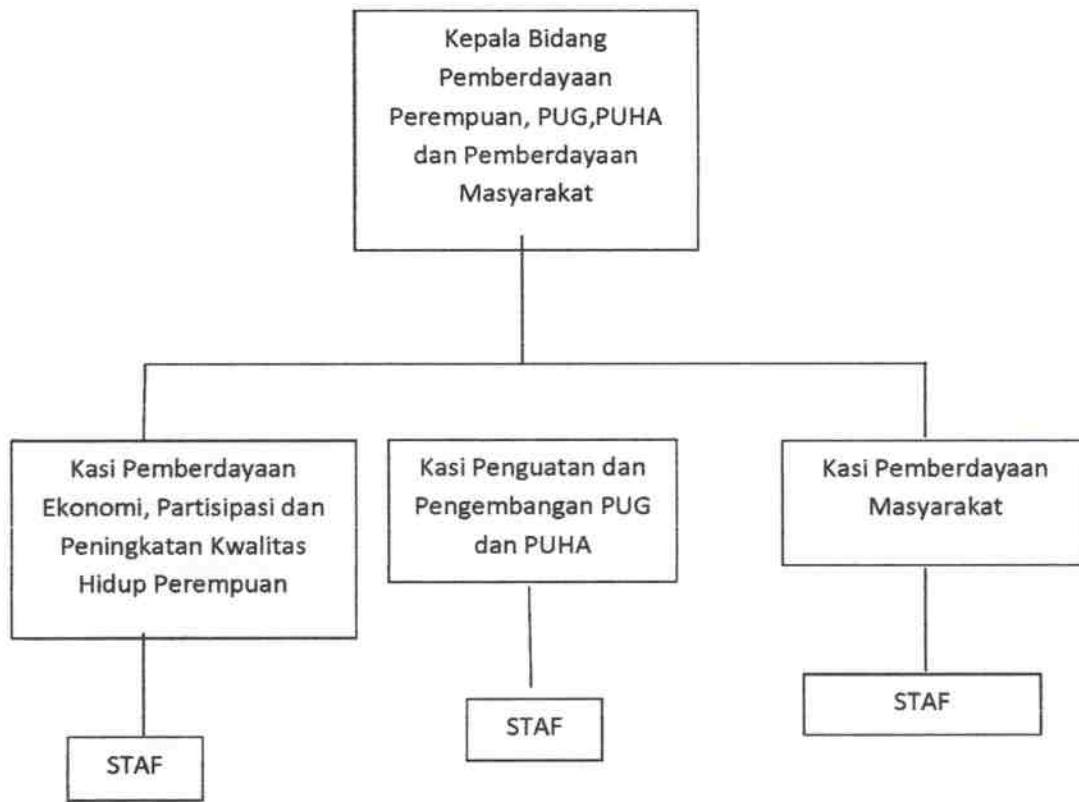 Kepala Bidang
Pemberdayaan
Perempuan, PUG,PUHA
dan Pemberdayaan
Masyarakat
Kasi Pemberdayaan
Ekonomi, Partisipasi dan
Peningkatan Kwalitas
Hidup Perempuan
Kasi Penguatan dan
Pengembangan PUG
dan PUHA
Kasi Pemberdayaan
Masyarakat
STAF
STAF
STAF